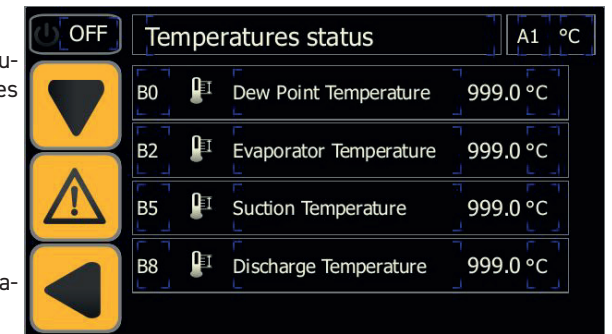 OFF Temperatures status A1 °C
u-
es
B0 Dew Point Temperature 999.0 °C
B2 Evaporator Temperature 999.0 °C
B5 Suction Temperature 999.0 °C
B8 Discharge Temperature 999.0 °C
a-